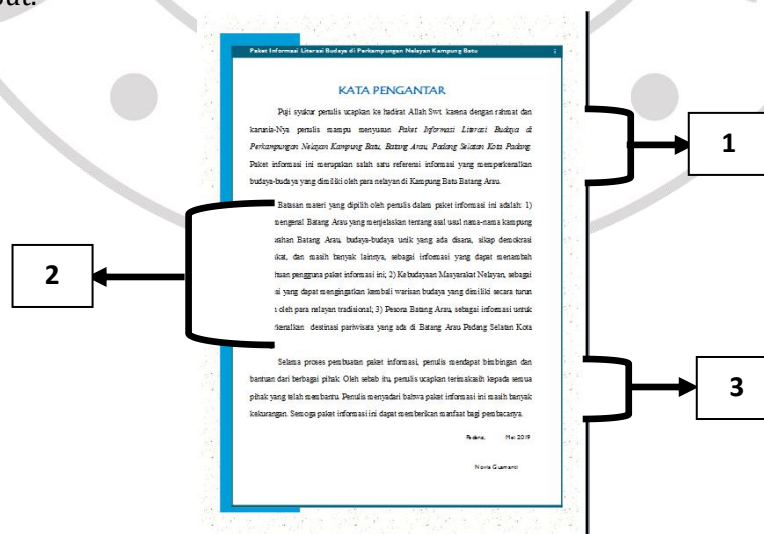 but.
Paket Informasi Literasi Budaya di Perkampungan Nelayan Kampung Batu i
KATA PENGANTAR
Puji syukur penulis ucapkan ke hadirat Allah Swt. karena dengan rahmat dan
karunia-Nya penulis mampu menyusun Paket Informasi Literasi Budaya di
Perkampungan Nelayan Kampung Batu, Batang Arau, Padang Selatan Kota Padang.
Paket informasi ini merupakan salah satu referensi informasi yang memperkenalkan
budaya-budaya yang dimiliki oleh para nelayan di Kampung Batu Batang Arau.
1
Batasan materi yang dipilih oleh penulis dalam paket informasi ini adalah: 1)
mengenal Batang Arau yang menjelaskan tentang asal usul nama-nama kampung
rahan Batang Arau, budaya-budaya unik yang ada disana, sikap demokrasi
kat, dan masih banyak lainnya, sebagai informasi yang dapat menambah
huan pengguna paket informasi ini; 2) Kebudayaan Masyarakat Nelayan, sebagai
si yang dapat mengingatkan kembali warisan budaya yang dimiliki secara turun
oleh para nelayan tradisional; 3) Pesona Batang Arau, sebagai informasi untuk
rkenalkan destinasi pariwisata yang ada di Batang Arau Padang Selatan Kota
2
Selama proses pembuatan paket informasi, penulis mendapat bimbingan dan
bantuan dari berbagai pihak. Oleh sebab itu, penulis ucapkan terimakasih kepada semua
pihak yang telah membantu. Penulis menyadari bahwa paket informasi ini masih banyak
kekurangan. Semoga paket informasi ini dapat memberikan manfaat bagi pembacanya.
3
Padang, Mei 2019
Novia Gusmanti